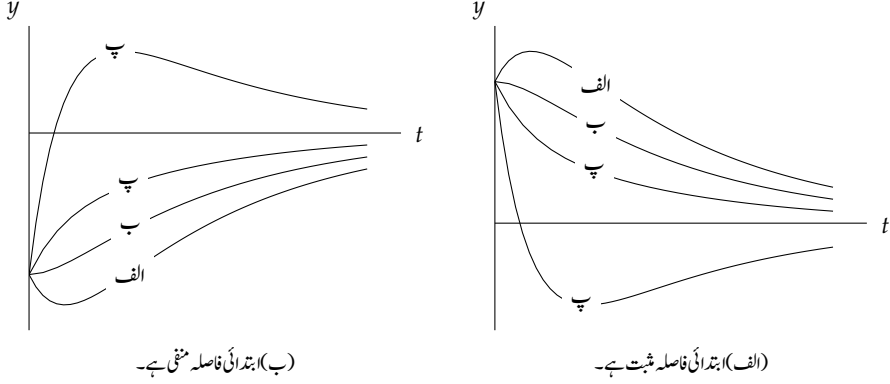 y
الف
ب
پ
پ
t
(الف) ابتدائی فاصلہ مثبت ہے۔
y
پ
پ
ب
الف
t
(ب) ابتدائی فاصلہ منفی ہے۔